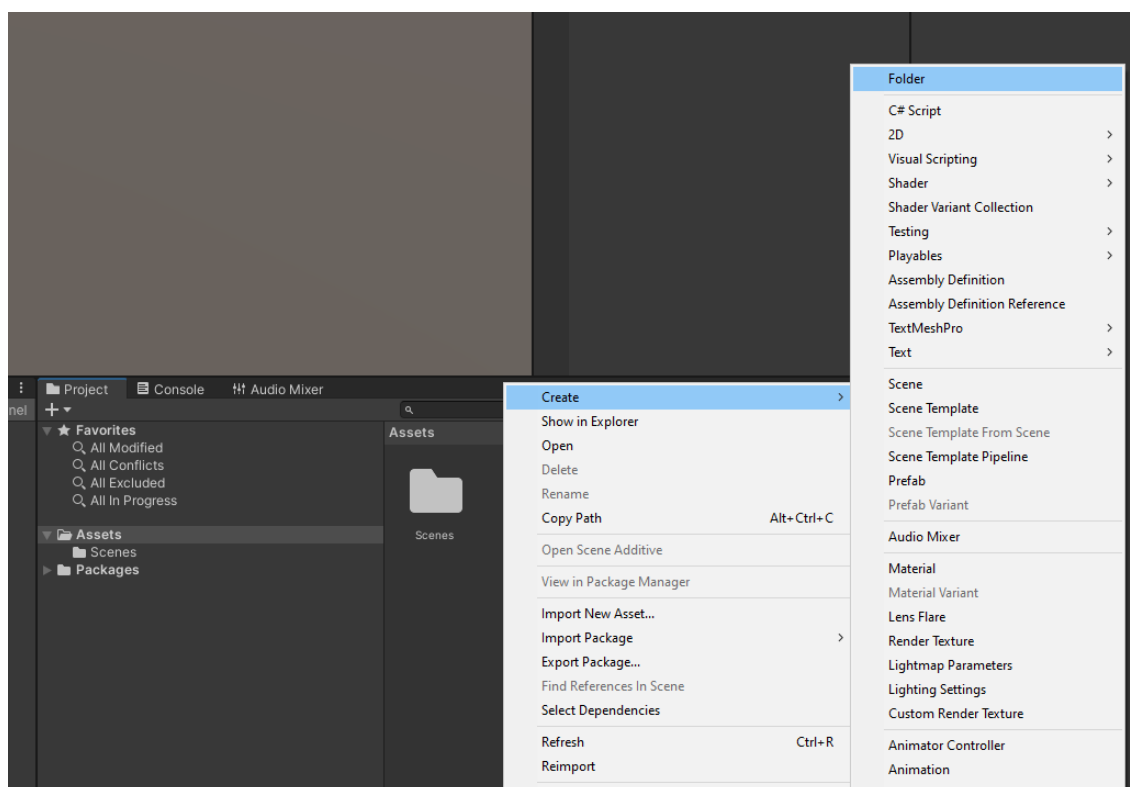 Project
Console
Audio Mixer
nel
Favorites
All Modified
All Conflicts
All Excluded
All In Progress
Assets
Scenes
Packages
Assets
Scenes
Create
Show in Explorer
Open
Delete
Rename
Copy Path Alt+Ctrl+C
Open Scene Additive
View in Package Manager
Import New Asset...
Import Package
Export Package...
Find References In Scene
Select Dependencies
Refresh Ctrl+R
Reimport
Folder
C# Script
2D
Visual Scripting
Shader
Shader Variant Collection
Testing
Playables
Assembly Definition
Assembly Definition Reference
TextMeshPro
Text
Scene
Scene Template
Scene Template From Scene
Scene Template Pipeline
Prefab
Prefab Variant
Audio Mixer
Material
Material Variant
Lens Flare
Render Texture
Lightmap Parameters
Lighting Settings
Custom Render Texture
Animator Controller
Animation